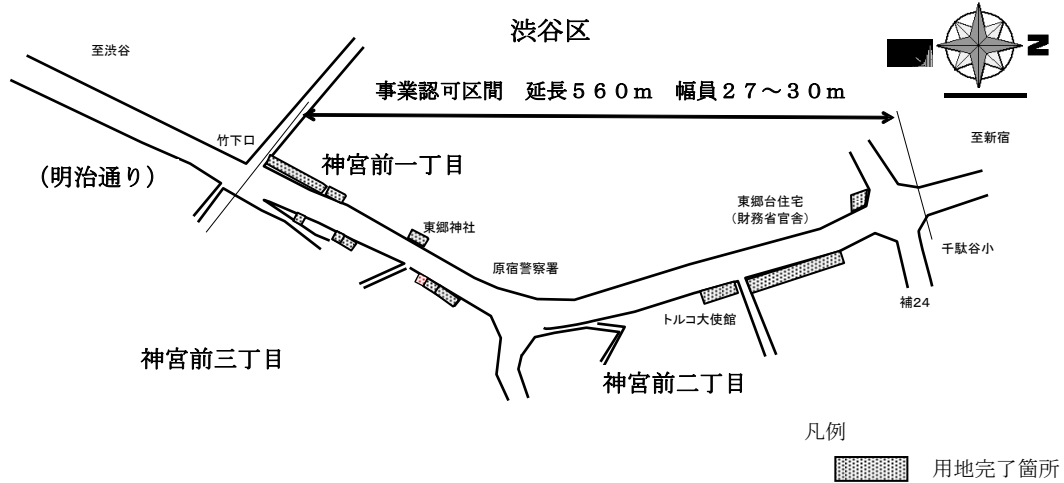 渋谷区
N
至渋谷
事業認可区間 延長５６０ｍ 幅員２７～３０ｍ
至新宿
竹下口
(明治通り)
神宮前一丁目
東郷神社
東郷台住宅
(財務省官舎)
千駄谷小
原宿警察署
補24
トルコ大使館
神宮前三丁目
神宮前二丁目
凡例
用地完了箇所